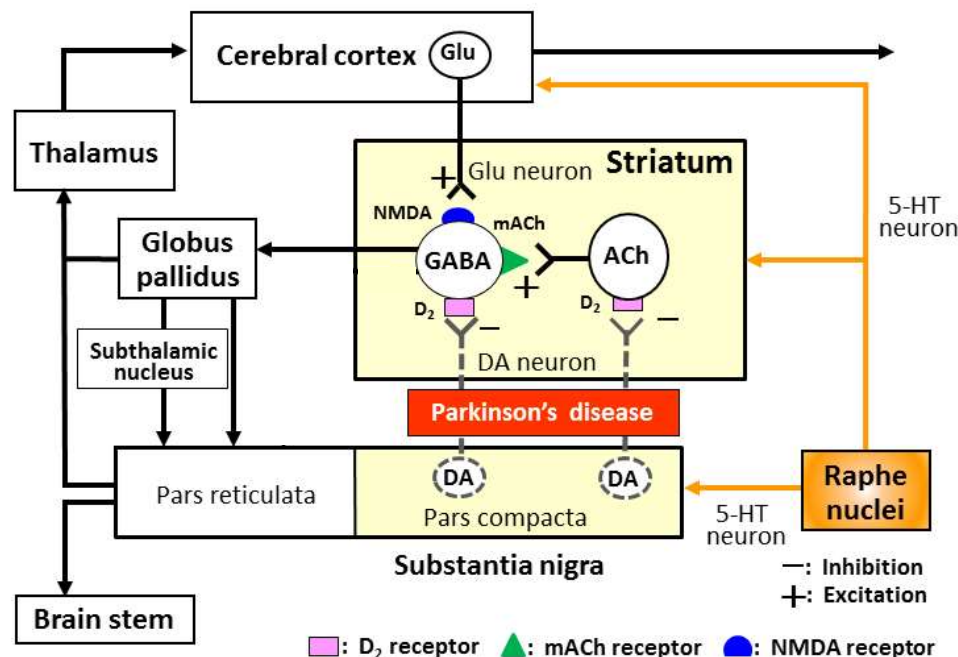 Cerebral cortex
Glu
Thalamus
Striatum
Glu neuron
+
NMDA
mACh
5-HT
neuron
Globus
pallidus
GABA
ACh
+
D₂
D₂
−
−
Subthalamic
nucleus
DA neuron
Parkinson's disease
Pars reticulata
DA
DA
Pars compacta
Raphe
nuclei
5-HT
neuron
Substantia nigra
−: Inhibition
+: Excitation
Brain stem
: D₂ receptor
: mACh receptor
: NMDA receptor